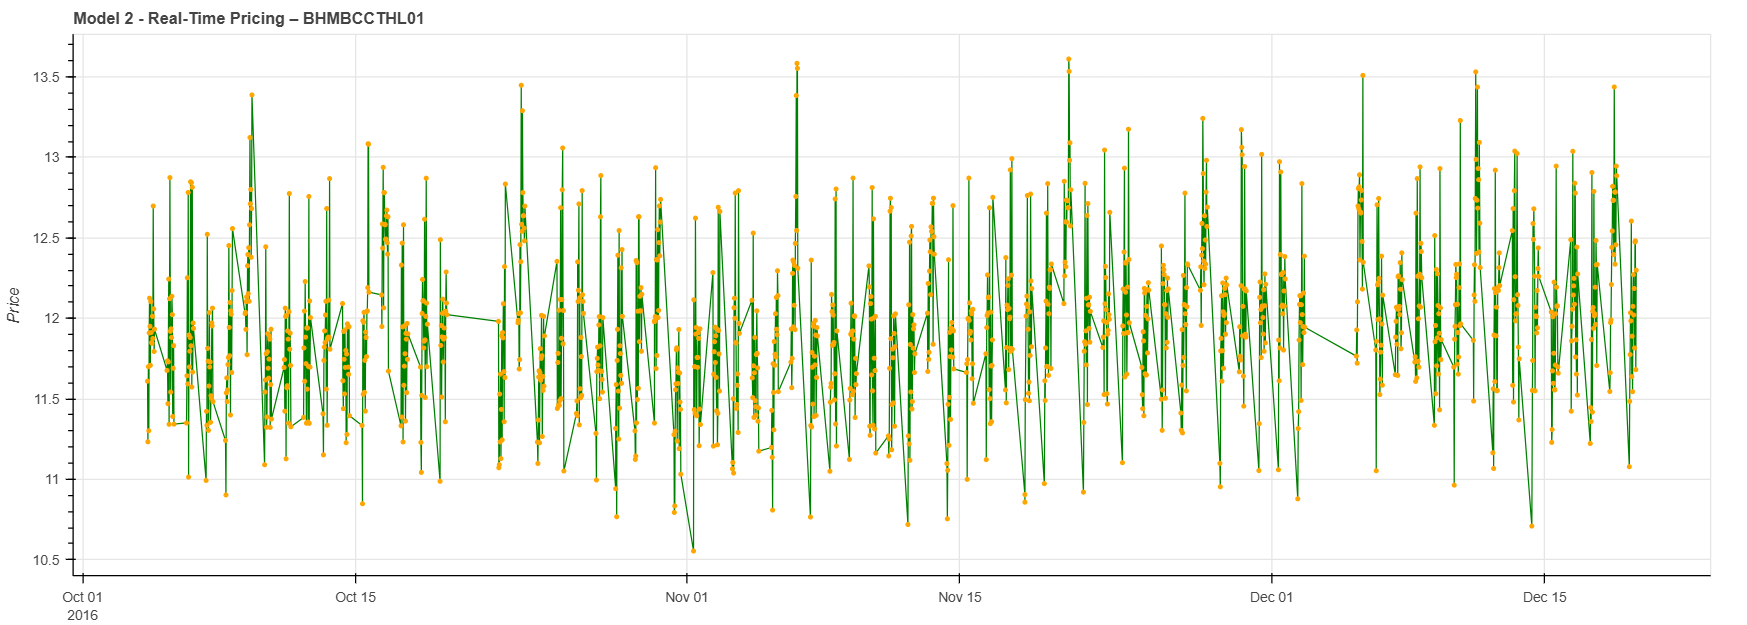 Model 2 - Real-Time Pricing – BHMBCCTHL01
Price
13.5
13
12.5
12
11.5
11
10.5
Oct 01
2016
Oct 15
Nov 01
Nov 15
Dec 01
Dec 15